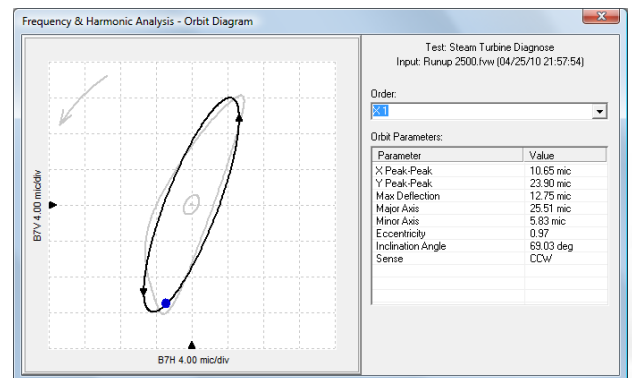 Frequency & Harmonic Analysis - Orbit Diagram
B7V 4.00 mic/div
B7H 4.00 mic/div
Test: Steam Turbine Diagnose
Input: Runup 2500.fvw (04/25/10 21:57:54)
Order:
X1
Orbit Parameters:
Parameter Value
X Peak-Peak 10.65 mic
Y Peak-Peak 23.90 mic
Max Deflection 12.75 mic
Major Axis 25.51 mic
Minor Axis 5.83 mic
Eccentricity 0.97
Inclination Angle 69.03 deg
Sense CCW